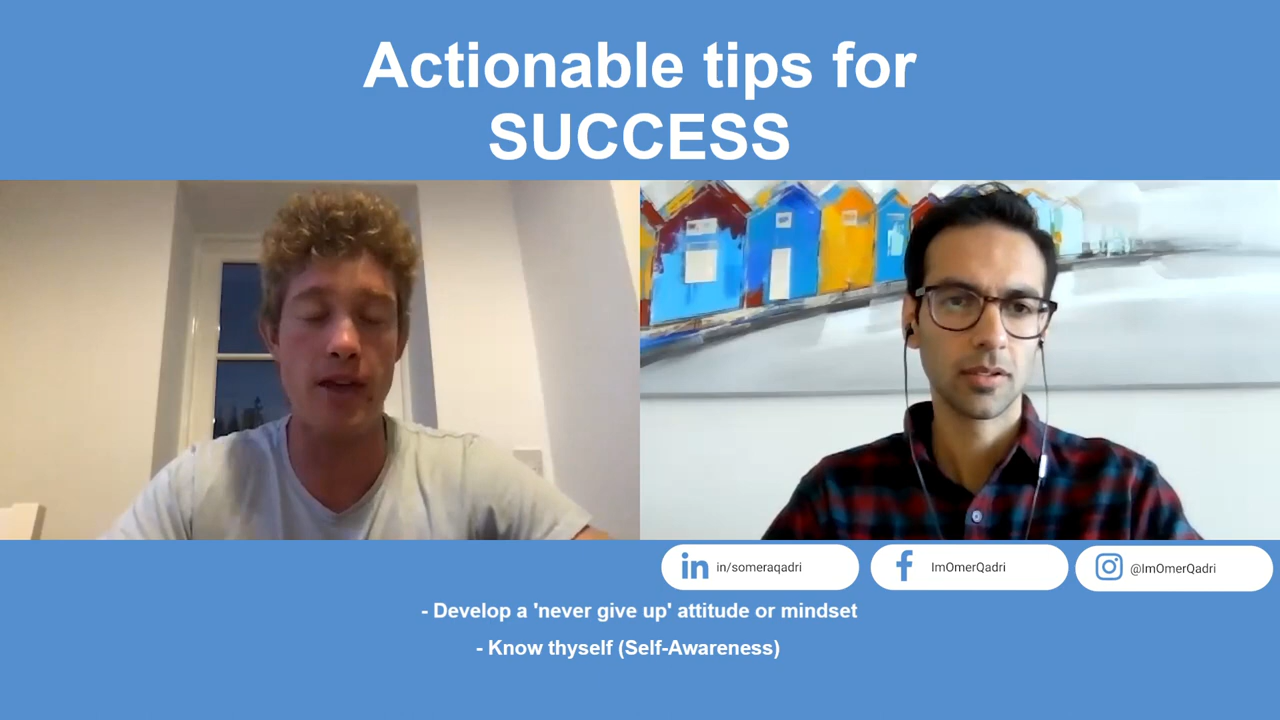 Actionable tips for
SUCCESS
in in/someraqadri
ImOmerQadri
@ImOmerQadri
- Develop a 'never give up' attitude or mindset
- Know thyself (Self-Awareness)